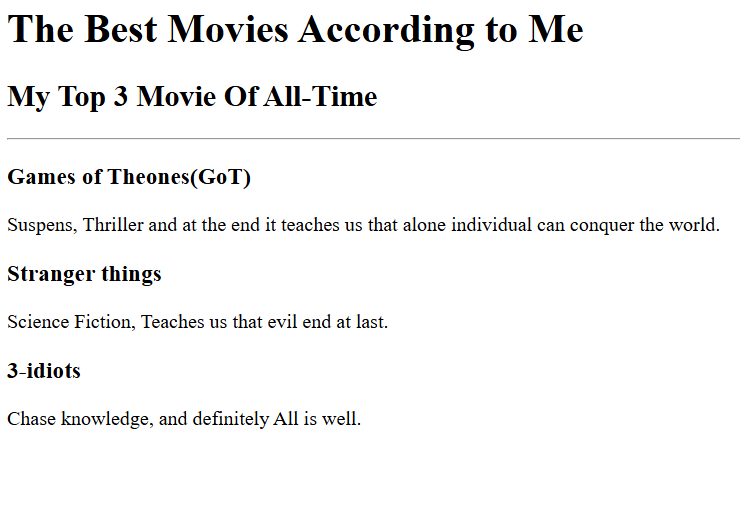 The Best Movies According to Me
My Top 3 Movie Of All-Time
Games of Theones(GoT)
Suspens, Thriller and at the end it teaches us that alone individual can conquer the world.
Stranger things
Science Fiction, Teaches us that evil end at last.
3-idiots
Chase knowledge, and definitely All is well.